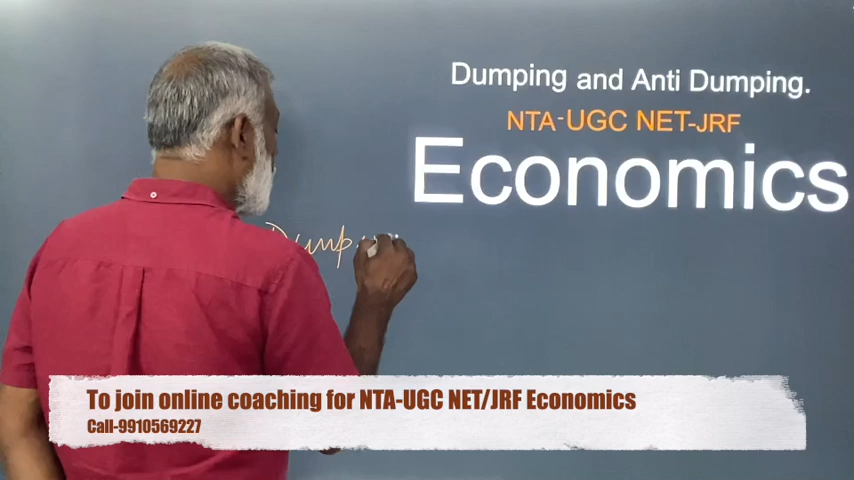 Dumping and Anti Dumping.
NTA-UGC NET-JRF
Economics
To join online coaching for NTA-UGC NET/JRF Economics
Call-9910569227